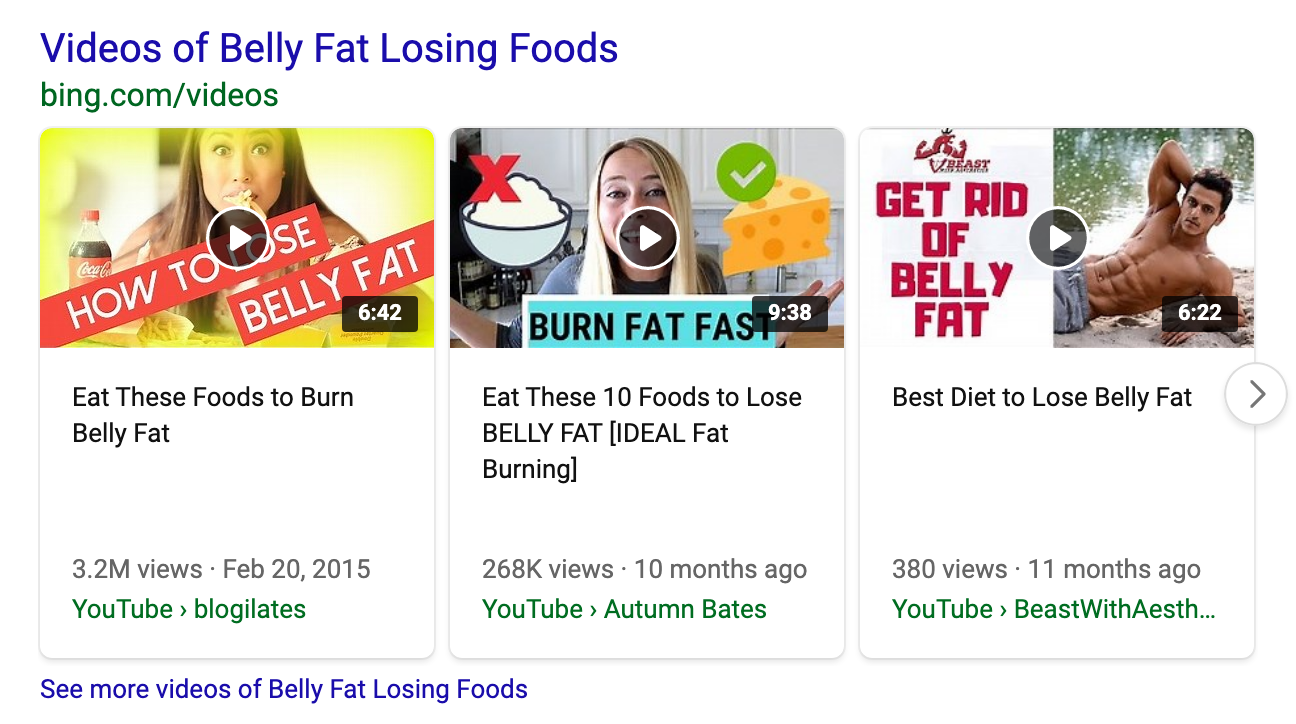 Videos of Belly Fat Losing Foods
bing.com/videos
Coca-Cola
HOW TO LOSE
BELLY FAT
6:42
BURN FAT FAST
9:38
BEAST
GET RID
OF
BELLY
FAT
6:22
Eat These Foods to Burn
Belly Fat
3.2M views · Feb 20, 2015
YouTube › blogilates
Eat These 10 Foods to Lose
BELLY FAT [IDEAL Fat
Burning]
268K views · 10 months ago
YouTube › Autumn Bates
Best Diet to Lose Belly Fat
380 views · 11 months ago
YouTube › BeastWithAesth...
See more videos of Belly Fat Losing Foods